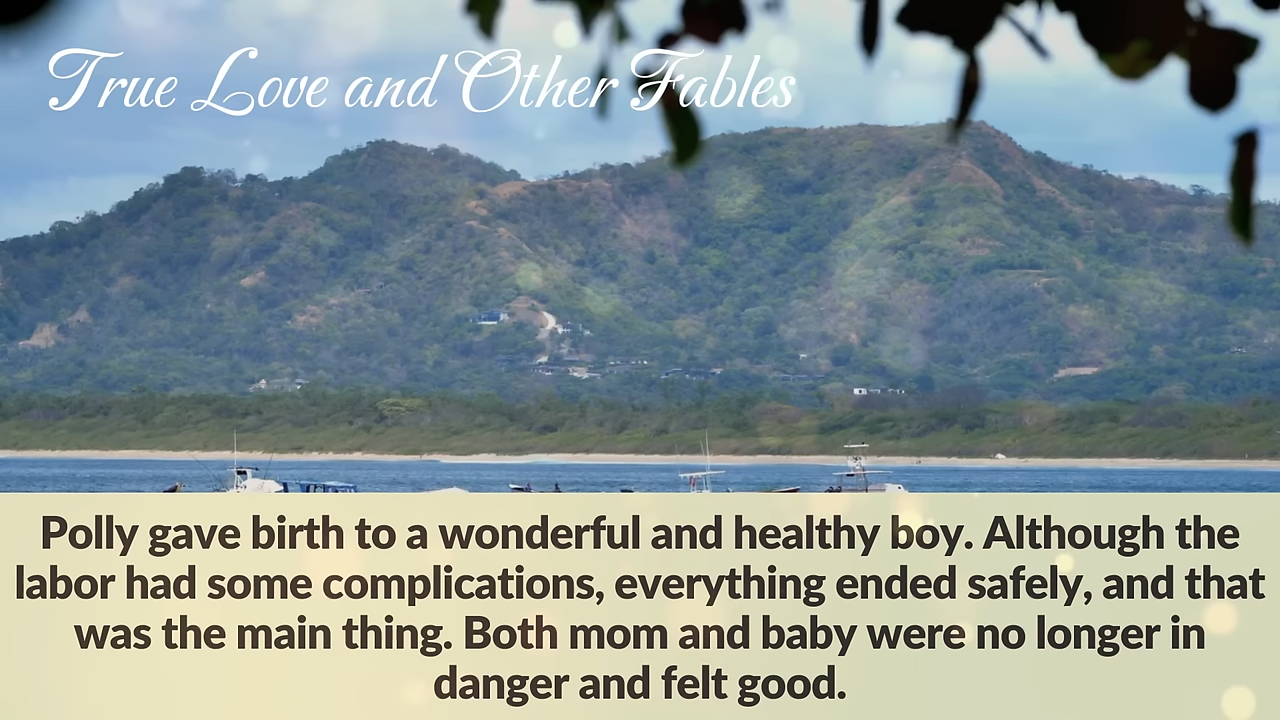 True Love and Other Fables
Polly gave birth to a wonderful and healthy boy. Although the
labor had some complications, everything ended safely, and that
was the main thing. Both mom and baby were no longer in
danger and felt good.